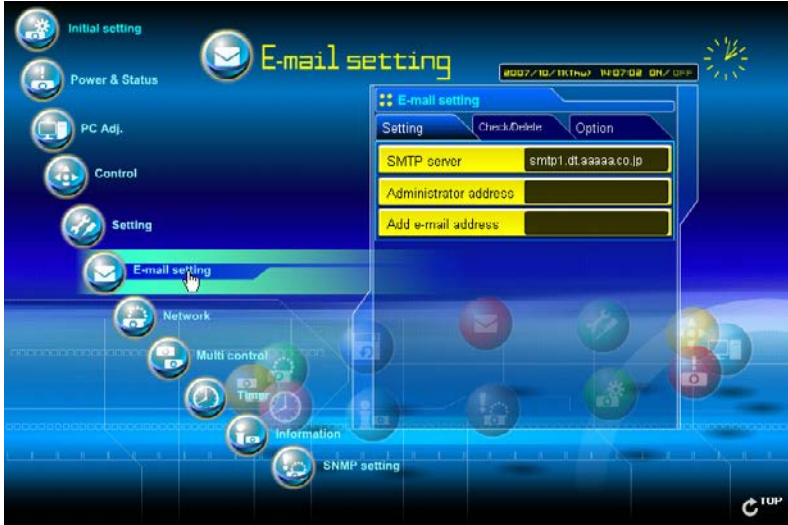 Initial setting
Power & Status
PC Adj.
Control
Setting
E-mail setting
Network
Multi control
Timer
Information
SNMP setting
E-mail setting
2007/10/11(Thu) 14:07:02 ON/OFF
E-mail setting
Setting Check/Delete Option
SMTP server smtp1.dt.aaaaa.co.jp
Administrator address
Add e-mail address
TOP